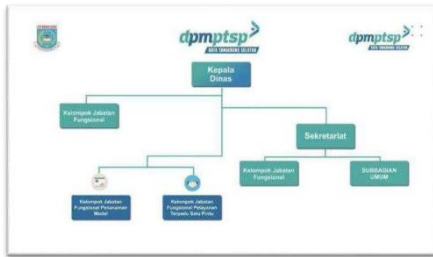 dpmptsp
KOTA TANGERANG SELATAN
dpmptsp
KOTA TANGERANG SELATAN
Kepala
Dinas
Kelompok Jabatan
Fungsional
Sekretariat
Kelompok Jabatan
Fungsional
SUBBAGIAN
UMUM
Kelompok Jabatan
Fungsional Penanaman
Modal
Kelompok Jabatan
Fungsional Pelayanan
Terpadu Satu Pintu